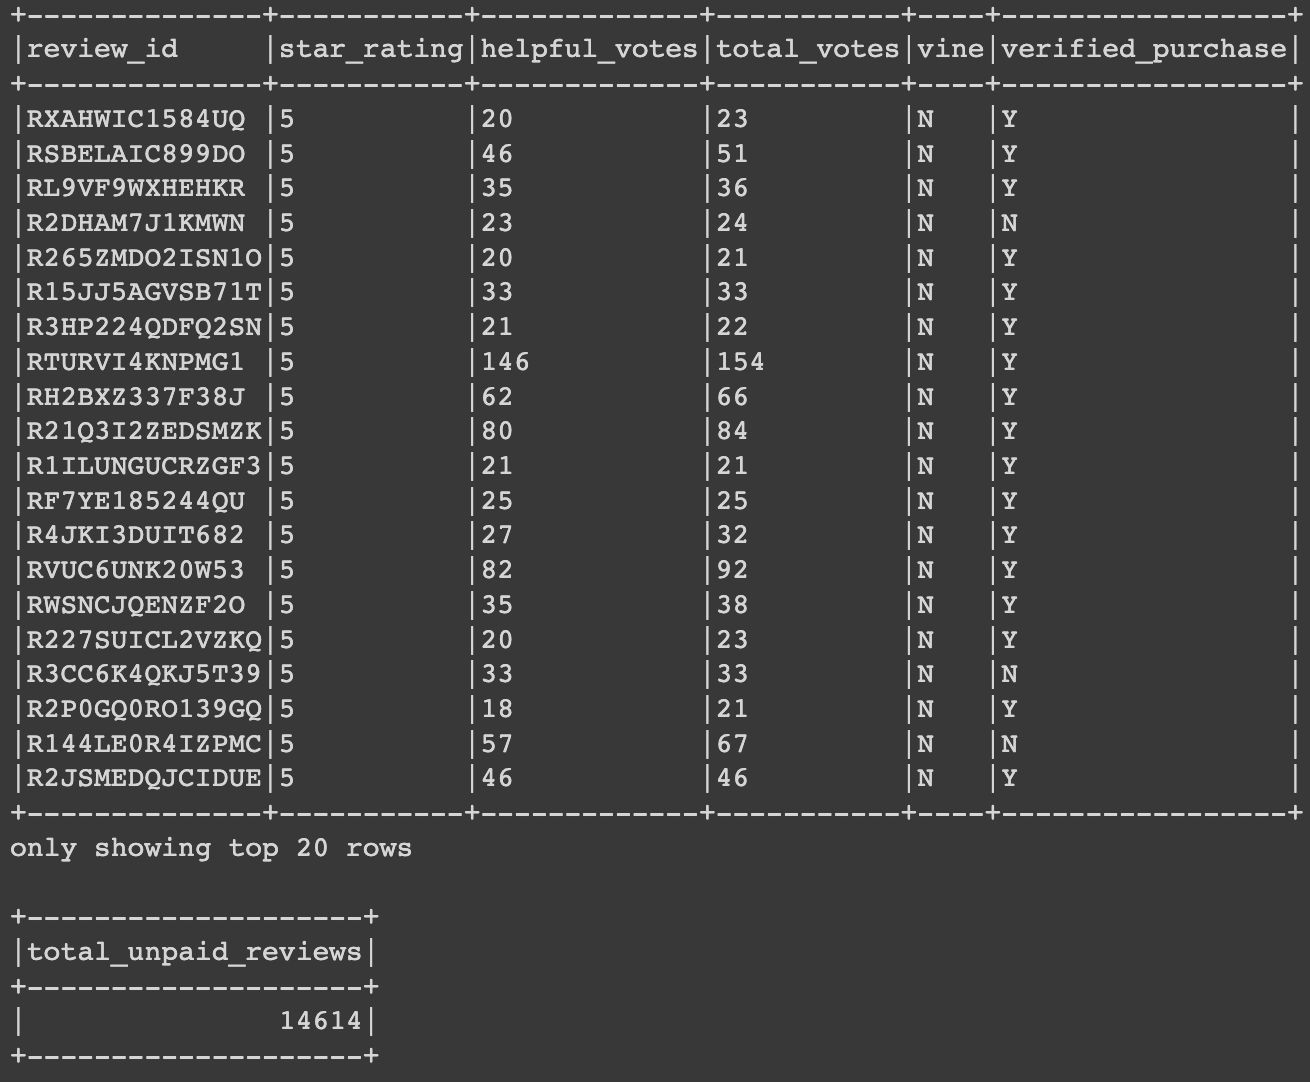 +--------------+-----------+-------------+-----------+----+-----------------+
|review_id     |star_rating|helpful_votes|total_votes|vine|verified_purchase|
+--------------+-----------+-------------+-----------+----+-----------------+
|RXAHWIC1584UQ |5          |20           |23         |N   |Y                |
|RSBELAIC899DO |5          |46           |51         |N   |Y                |
|RL9VF9WXHEHKR |5          |35           |36         |N   |Y                |
|R2DHAM7J1KMWN |5          |23           |24         |N   |N                |
|R265ZMDO2ISN1O|5          |20           |21         |N   |Y                |
|R15JJ5AGVSB71T|5          |33           |33         |N   |Y                |
|R3HP224QDFQ2SN|5          |21           |22         |N   |Y                |
|RTURVI4KNPMG1 |5          |146          |154        |N   |Y                |
|RH2BXZ337F38J |5          |62           |66         |N   |Y                |
|R21Q3I2ZEDSMZK|5          |80           |84         |N   |Y                |
|R1ILUNGUCRZGF3|5          |21           |21         |N   |Y                |
|RF7YE185244QU |5          |25           |25         |N   |Y                |
|R4JKI3DUIT682 |5          |27           |32         |N   |Y                |
|RVUC6UNK20W53 |5          |82           |92         |N   |Y                |
|RWSNCJQENZF2O |5          |35           |38         |N   |Y                |
|R227SUICL2VZKQ|5          |20           |23         |N   |Y                |
|R3CC6K4QKJ5T39|5          |33           |33         |N   |N                |
|R2P0GQ0RO139GQ|5          |18           |21         |N   |Y                |
|R144LE0R4IZPMC|5          |57           |67         |N   |N                |
|R2JSMEDQJCIDUE|5          |46           |46         |N   |Y                |
+--------------+-----------+-------------+-----------+----+-----------------+
only showing top 20 rows
+--------------------+
|total_unpaid_reviews|
+--------------------+
|               14614|
+--------------------+